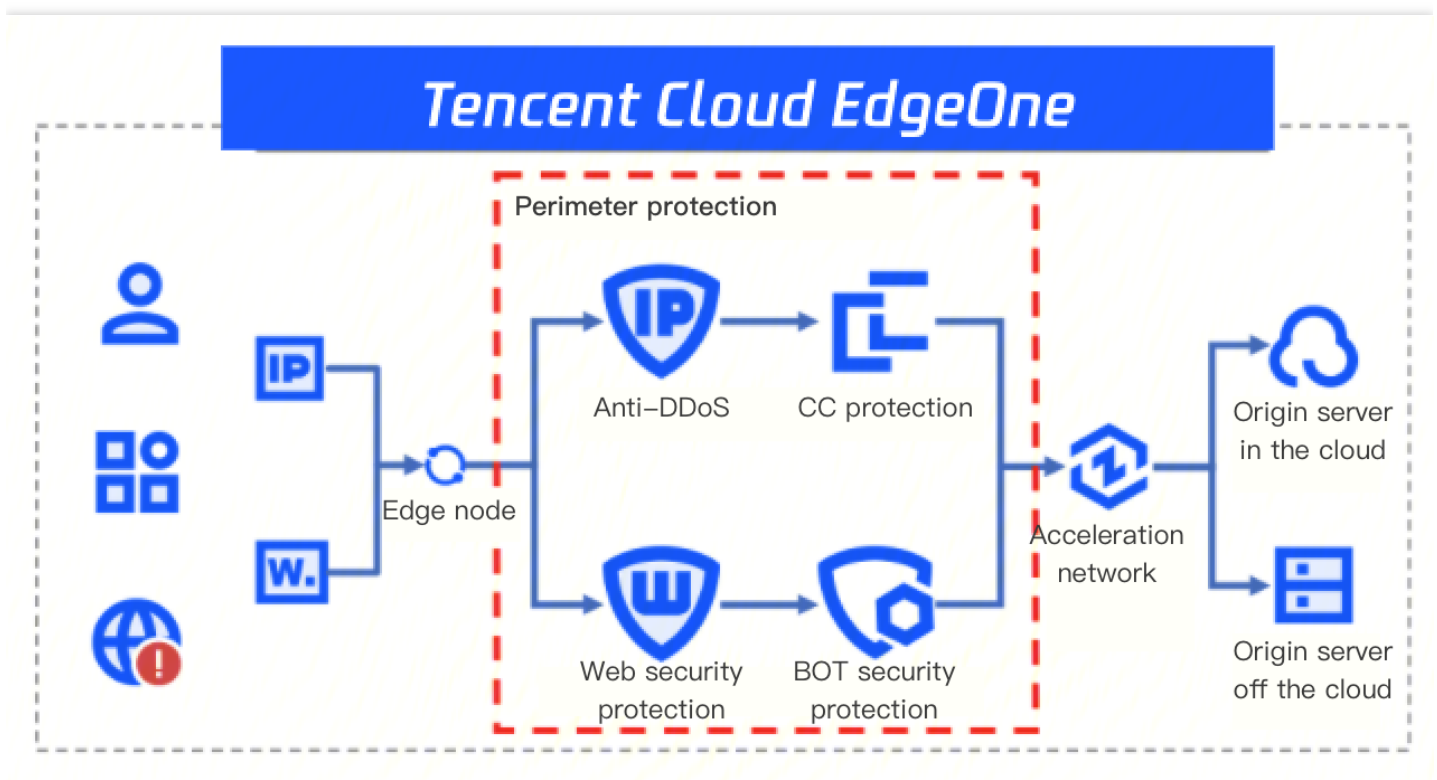 Tencent Cloud EdgeOne
Perimeter protection
IP
IP
Anti-DDoS
CC protection
Origin server
in the cloud
Edge node
W.
Acceleration
network
W
Web security
protection
BOT security
protection
Origin server
off the cloud
!